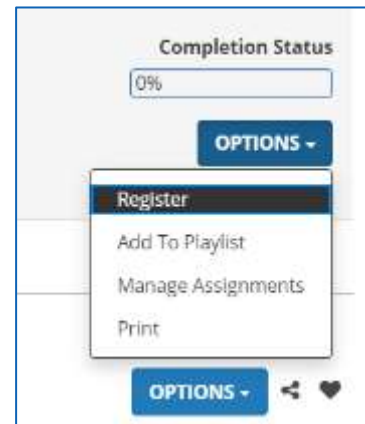 Completion Status
0%
OPTIONS
Register
Add To Playlist
Manage Assignments
Print
OPTIONS